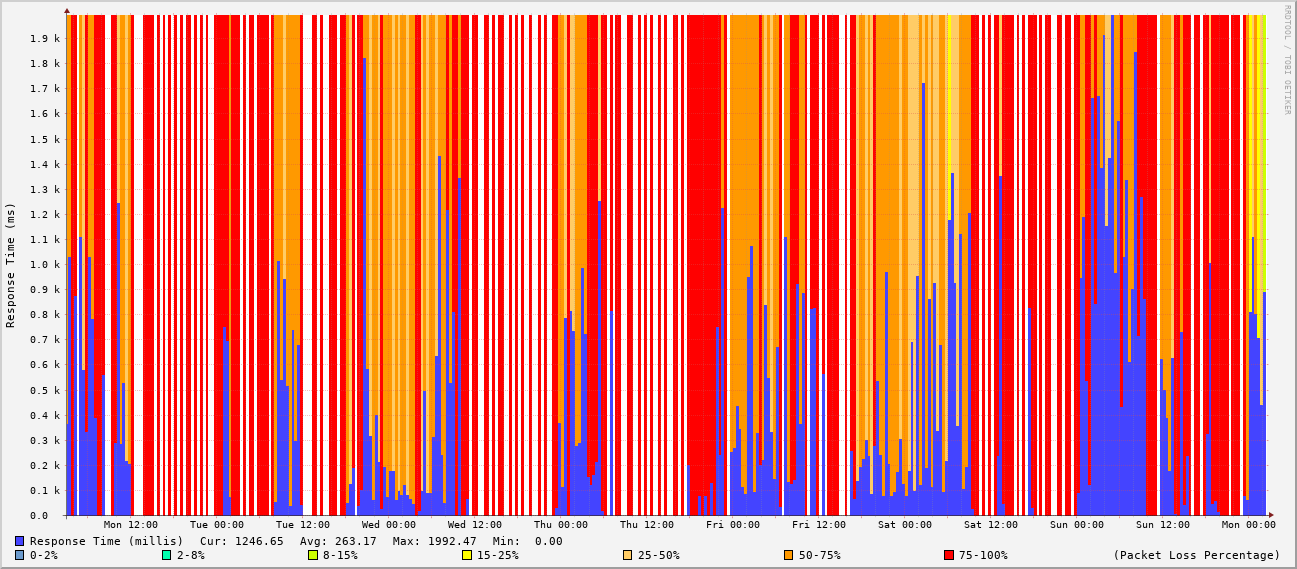 RRDTOOL / TOBI OETIKER
Response Time (ms)
1.9 k
1.8 k
1.7 k
1.6 k
1.5 k
1.4 k
1.3 k
1.2 k
1.1 k
1.0 k
0.9 k
0.8 k
0.7 k
0.6 k
0.5 k
0.4 k
0.3 k
0.2 k
0.1 k
0.0
Mon 12:00 Tue 00:00 Tue 12:00 Wed 00:00 Wed 12:00 Thu 00:00 Thu 12:00 Fri 00:00 Fri 12:00 Sat 00:00 Sat 12:00 Sun 00:00 Sun 12:00 Mon 00:00
Response Time (millis) Cur: 1246.65 Avg: 263.17 Max: 1992.47 Min: 0.00
0-2% 2-8% 8-15% 15-25% 25-50% 50-75% 75-100% (Packet Loss Percentage)